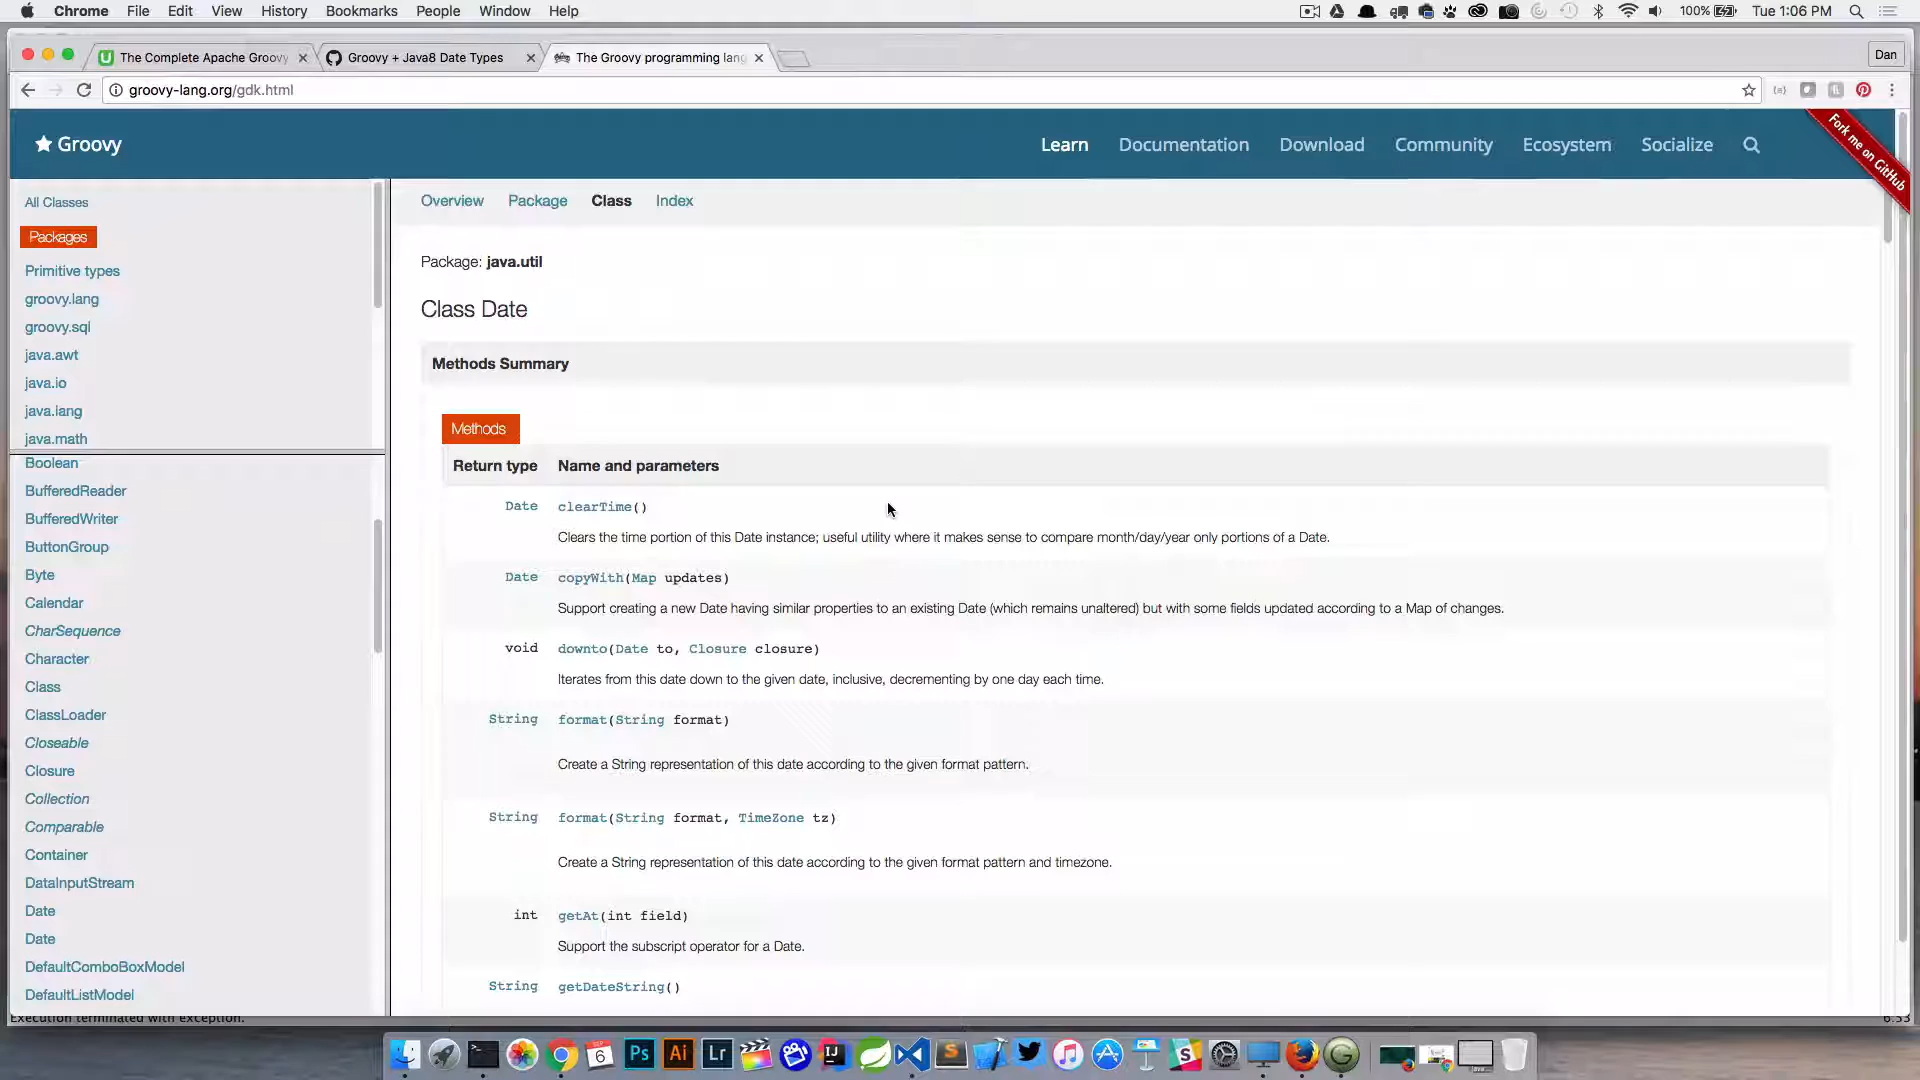 Chrome File Edit View History Bookmarks People Window Help 100% Tue 1:06 PM
The Complete Apache Groovy Groovy + Java8 Date Types The Groovy programming lang Dan
groovy-lang.org/gdk.html
Groovy Learn Documentation Download Community Ecosystem Socialize
Fork me on GitHub
All Classes
Packages
Primitive types
groovy.lang
groovy.sql
java.awt
java.io
java.lang
java.math
Boolean
BufferedReader
BufferedWriter
ButtonGroup
Byte
Calendar
CharSequence
Character
Class
ClassLoader
Closeable
Closure
Collection
Comparable
Container
DataInputStream
Date
Date
DefaultComboBoxModel
DefaultListModel
Overview Package Class Index
Package: java.util
Class Date
Methods Summary
Methods
Return type Name and parameters
Date clearTime()
Clears the time portion of this Date instance; useful utility where it makes sense to compare month/day/year only portions of a Date.
Date copyWith(Map updates)
Support creating a new Date having similar properties to an existing Date (which remains unaltered) but with some fields updated according to a Map of changes.
void downto(Date to, Closure closure)
Iterates from this date down to the given date, inclusive, decrementing by one day each time.
String format(String format)
Create a String representation of this date according to the given format pattern.
String format(String format, TimeZone tz)
Create a String representation of this date according to the given format pattern and timezone.
int getAt(int field)
Support the subscript operator for a Date.
String getDateString()
Execution terminated with exception.
6 Ps Ai Lr IJ S